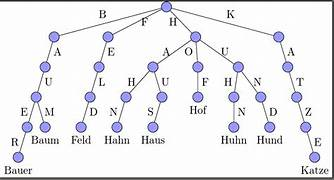 B F H K
A E A O U A
U L H U F H N T
E M D N S Hof N D Z
R Baum Feld Hahn Haus Huhn Hund E
Bauer Katze